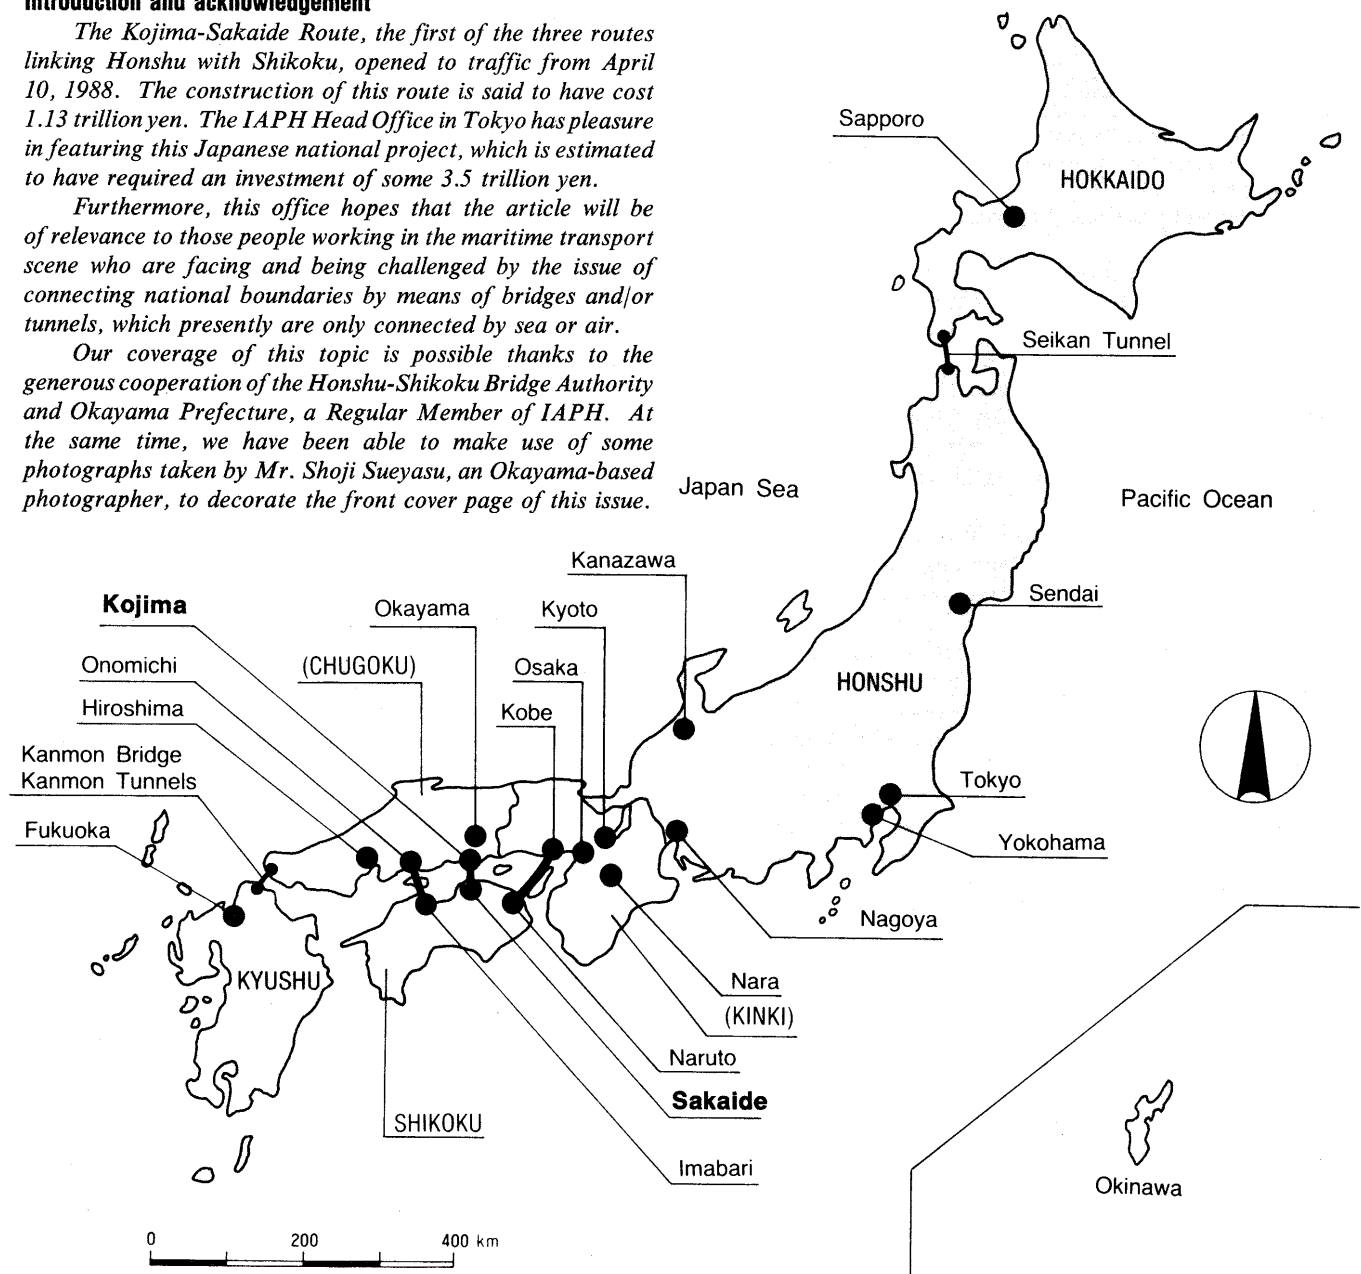 Introduction and acknowledgement
The Kojima-Sakaide Route, the first of the three routes
linking Honshu with Shikoku, opened to traffic from April
10, 1988. The construction of this route is said to have cost
1.13 trillion yen. The IAPH Head Office in Tokyo has pleasure
in featuring this Japanese national project, which is estimated
to have required an investment of some 3.5 trillion yen.
Furthermore, this office hopes that the article will be
of relevance to those people working in the maritime transport
scene who are facing and being challenged by the issue of
connecting national boundaries by means of bridges and/or
tunnels, which presently are only connected by sea or air.
Our coverage of this topic is possible thanks to the
generous cooperation of the Honshu-Shikoku Bridge Authority
and Okayama Prefecture, a Regular Member of IAPH. At
the same time, we have been able to make use of some
photographs taken by Mr. Shoji Sueyasu, an Okayama-based
photographer, to decorate the front cover page of this issue.
Sapporo
HOKKAIDO
Seikan Tunnel
Japan Sea
Pacific Ocean
Kanazawa
Kojima
Okayama
Kyoto
Sendai
Onomichi
(CHUGOKU)
Osaka
HONSHU
Hiroshima
Kobe
Kanmon Bridge
Kanmon Tunnels
Tokyo
Fukuoka
Yokohama
Nagoya
KYUSHU
Nara
(KINKI)
Naruto
Sakaide
SHIKOKU
Imabari
Okinawa
0 200 400 km